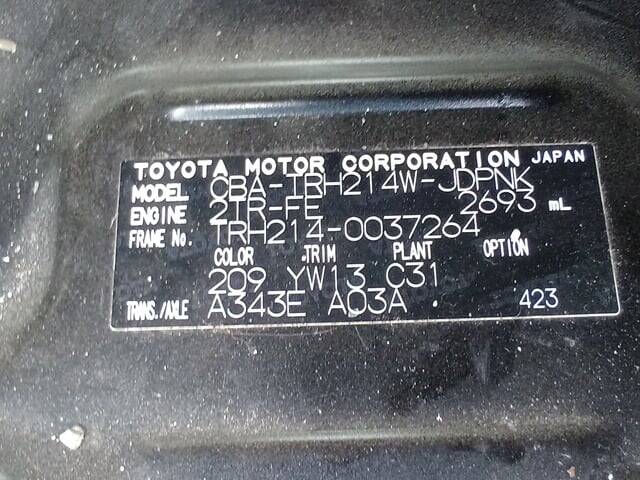 TOYOTA MOTOR CORPORATION JAPAN
MODEL CBA-TRH214W-JDPNK
ENGINE 2TR-FE 2693 mL
FRAME No. TRH214-0037264
COLOR TRIM PLANT OPTION
209 YW13 C31
TRANS./AXLE A343E A03A 423